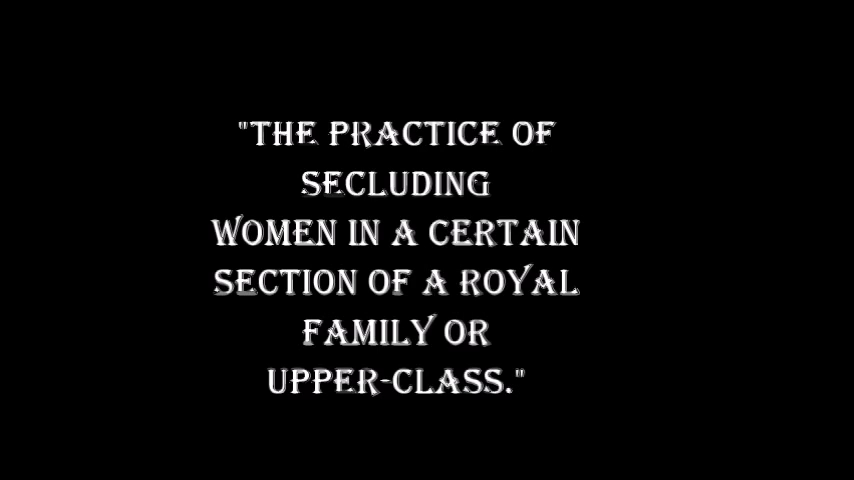 "THE PRACTICE OF
SECLUDING
WOMEN IN A CERTAIN
SECTION OF A ROYAL
FAMILY OR
UPPER-CLASS."